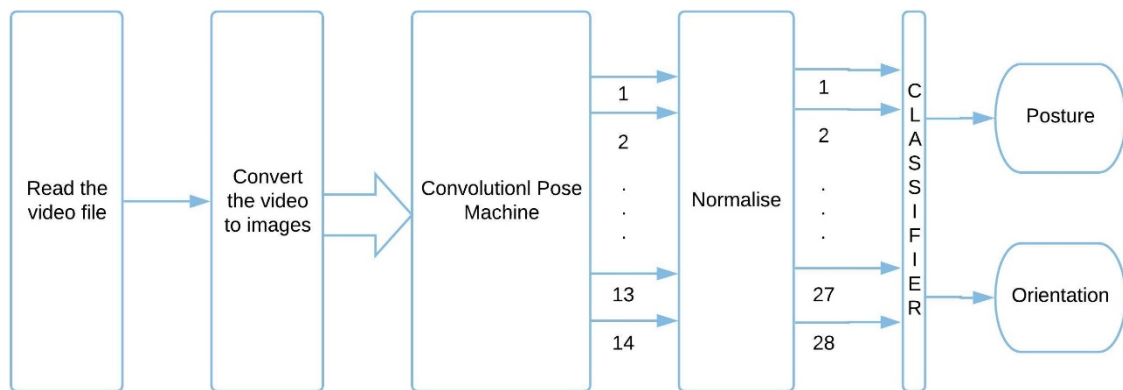 Read the
video file
Convert
the video
to images
Convolutionl Pose
Machine
1
2
.
.
.
13
14
Normalise
1
2
.
.
.
27
28
CLASSIFIER
Posture
Orientation